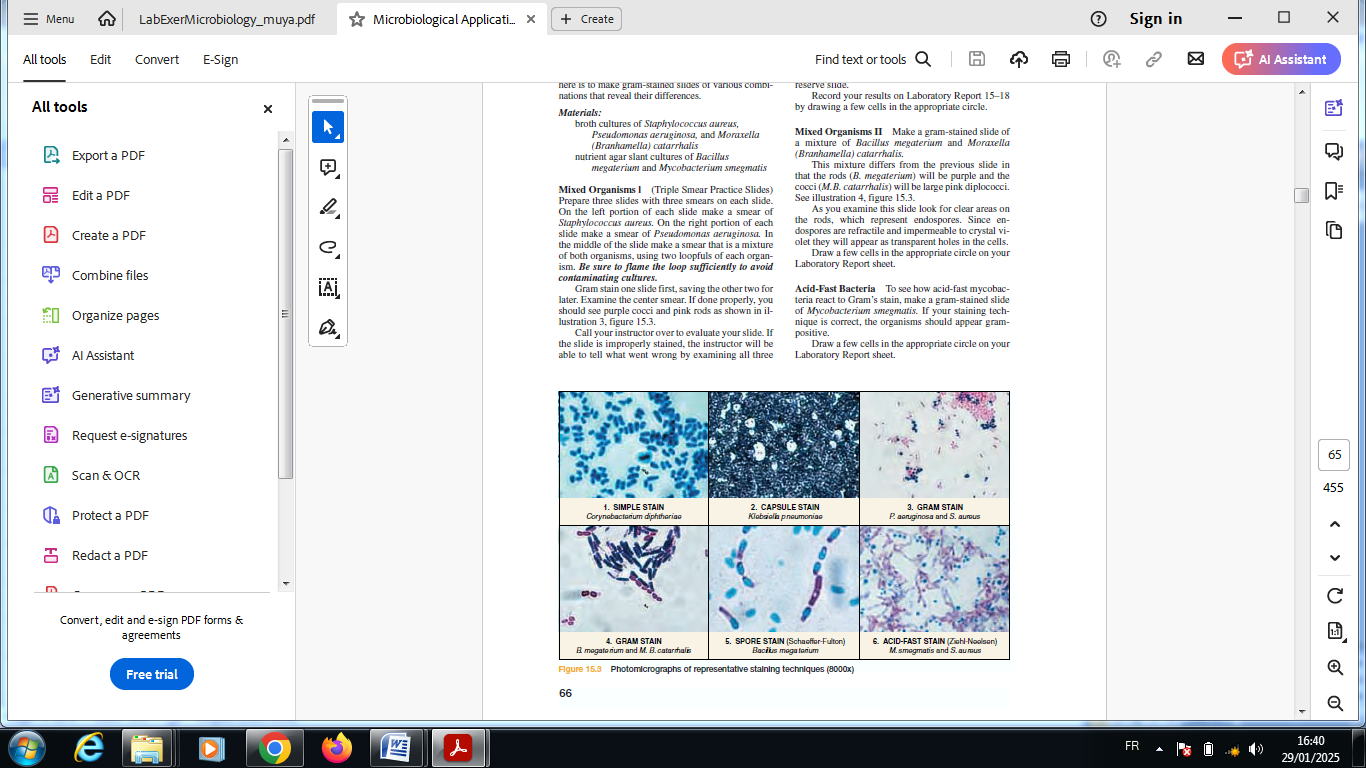 Menu
LabExerMicrobiology_muya.pdf
Microbiological Applicati...
Create
Sign in
All tools
Edit
Convert
E-Sign
Find text or tools
AI Assistant
All tools
Export a PDF
Edit a PDF
Create a PDF
Combine files
Organize pages
AI Assistant
Generative summary
Request e-signatures
Scan & OCR
Protect a PDF
Redact a PDF
Convert, edit and e-sign PDF forms &
agreements
Free trial
here is to make gram-stained slides of various combi-
nations that reveal their differences.
Materials:
broth cultures of Staphylococcus aureus,
Pseudomonas aeruginosa, and Moraxella
(Branhamella) catarrhalis
nutrient agar slant cultures of Bacillus
megaterium and Mycobacterium smegmatis
Mixed Organisms I (Triple Smear Practice Slides)
Prepare three slides with three smears on each slide.
On the left portion of each slide make a smear of
Staphylococcus aureus. On the right portion of each
slide make a smear of Pseudomonas aeruginosa. In
the middle of the slide make a smear that is a mixture
of both organisms, using two loopfuls of each organ-
ism. Be sure to flame the loop sufficiently to avoid
contaminating cultures.
Gram stain one slide first, saving the other two for
later. Examine the center smear. If done properly, you
should see purple cocci and pink rods as shown in il-
lustration 3, figure 15.3.
Call your instructor over to evaluate your slide. If
the slide is improperly stained, the instructor will be
able to tell what went wrong by examining all three
reserve slide.
Record your results on Laboratory Report 15–18
by drawing a few cells in the appropriate circle.
Mixed Organisms II Make a gram-stained slide of
a mixture of Bacillus megaterium and Moraxella
(Branhamella) catarrhalis.
This mixture differs from the previous slide in
that the rods (B. megaterium) will be purple and the
cocci (M.B. catarrhalis) will be large pink diplococci.
See illustration 4, figure 15.3.
As you examine this slide look for clear areas on
the rods, which represent endospores. Since en-
dospores are refractile and impermeable to crystal vi-
olet they will appear as transparent holes in the cells.
Draw a few cells in the appropriate circle on your
Laboratory Report sheet.
Acid-Fast Bacteria To see how acid-fast mycobac-
teria react to Gram's stain, make a gram-stained slide
of Mycobacterium smegmatis. If your staining tech-
nique is correct, the organisms should appear gram-
positive.
Draw a few cells in the appropriate circle on your
Laboratory Report sheet.
1. SIMPLE STAIN
Corynebacterium diphtheriae
2. CAPSULE STAIN
Klebsiella pneumoniae
3. GRAM STAIN
P. aeruginosa and S. aureus
4. GRAM STAIN
B. megaterium and M. B. catarrhalis
5. SPORE STAIN (Schaeffer-Fulton)
Bacillus megaterium
6. ACID-FAST STAIN (Ziehl-Neelsen)
M. smegmatis and S. aureus
Figure 15.3 Photomicrographs of representative staining techniques (8000x)
66
65
455
1:1
FR
16:40
29/01/2025